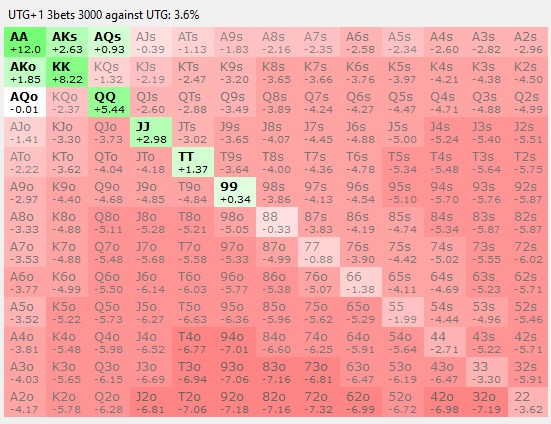 UTG+1 3bets 3000 against UTG: 3.6%
AA AKs AQs AJs ATs A9s A8s A7s A6s A5s A4s A3s A2s
+12.0 +2.63 +0.93 -0.39 -1.13 -1.83 -2.16 -2.35 -2.58 -2.34 -2.60 -2.82 -2.96
AKo KK KQs KJs KTs K9s K8s K7s K6s K5s K4s K3s K2s
+1.85 +8.22 -1.32 -2.19 -2.47 -3.20 -3.65 -3.66 -3.76 -3.97 -4.21 -4.38 -4.50
AQo KQo QQ QJs QTs Q9s Q8s Q7s Q6s Q5s Q4s Q3s Q2s
-0.01 -2.37 +5.44 -2.60 -2.88 -3.49 -3.89 -4.24 -4.27 -4.47 -4.71 -4.88 -4.99
AJo KJo QJo JJ JTs J9s J8s J7s J6s J5s J4s J3s J2s
-1.41 -3.30 -3.73 +2.98 -3.02 -3.65 -4.07 -4.45 -4.88 -5.00 -5.24 -5.40 -5.51
ATo KTo QTo JTo TT T9s T8s T7s T6s T5s T4s T3s T2s
-2.22 -3.62 -4.04 -4.18 +1.37 -3.64 -4.00 -4.36 -4.78 -5.34 -5.48 -5.64 -5.75
A9o K9o Q9o J9o T9o 99 98s 97s 96s 95s 94s 93s 92s
-2.97 -4.40 -4.68 -4.85 -4.84 +0.34 -3.86 -4.13 -4.54 -5.10 -5.70 -5.76 -5.87
A8o K8o Q8o J8o T8o 98o 88 87s 86s 85s 84s 83s 82s
-3.33 -4.88 -5.11 -5.28 -5.21 -5.05 -0.33 -3.83 -4.19 -4.74 -5.34 -5.87 -5.87
A7o K7o Q7o J7o T7o 97o 87o 77 76s 75s 74s 73s 72s
-3.53 -4.88 -5.48 -5.68 -5.58 -5.33 -4.99 -0.88 -3.90 -4.42 -5.02 -5.55 -6.02
A6o K6o Q6o J6o T6o 96o 86o 76o 66 65s 64s 63s 62s
-3.77 -4.99 -5.50 -6.14 -6.03 -5.77 -5.38 -5.07 -1.38 -4.11 -4.69 -5.23 -5.71
A5o K5o Q5o J5o T5o 95o 85o 75o 65o 55 54s 53s 52s
-3.52 -5.22 -5.73 -6.27 -6.63 -6.36 -5.96 -5.62 -5.29 -1.99 -4.44 -4.96 -5.46
A4o K4o Q4o J4o T4o 94o 84o 74o 64o 54o 44 43s 42s
-3.81 -5.48 -5.98 -6.52 -6.77 -7.01 -6.60 -6.25 -5.91 -5.64 -2.71 -5.22 -5.71
A3o K3o Q3o J3o T3o 93o 83o 73o 63o 53o 43o 33 32s
-4.03 -5.65 -6.15 -6.69 -6.94 -7.06 -7.16 -6.81 -6.47 -6.19 -6.47 -3.30 -5.91
A2o K2o Q2o J2o T2o 92o 82o 72o 62o 52o 42o 32o 22
-4.17 -5.78 -6.28 -6.81 -7.06 -7.18 -7.16 -7.32 -6.99 -6.72 -6.98 -7.19 -3.62